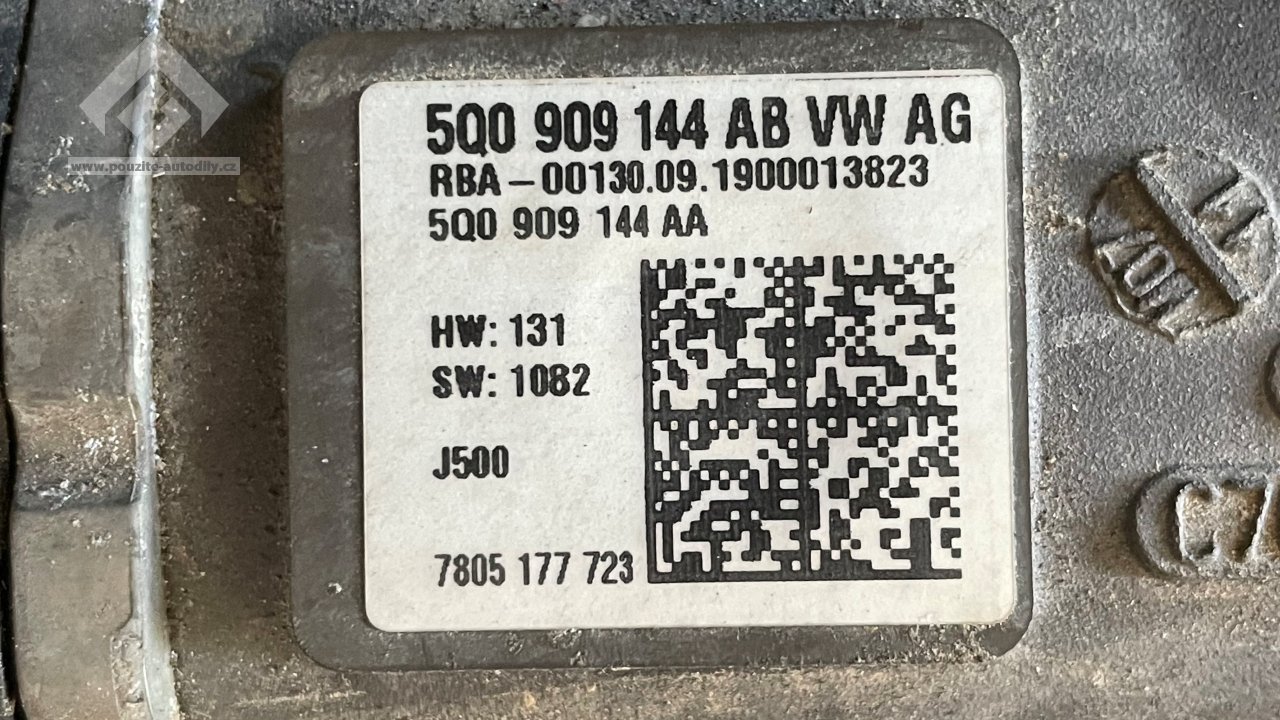 5Q0 909 144 AB VW AG
RBA – 00130.09.1900013823
5Q0 909 144 AA
HW: 131
SW: 1082
J500
7805 177 723
www.pouzite-autodily.cz